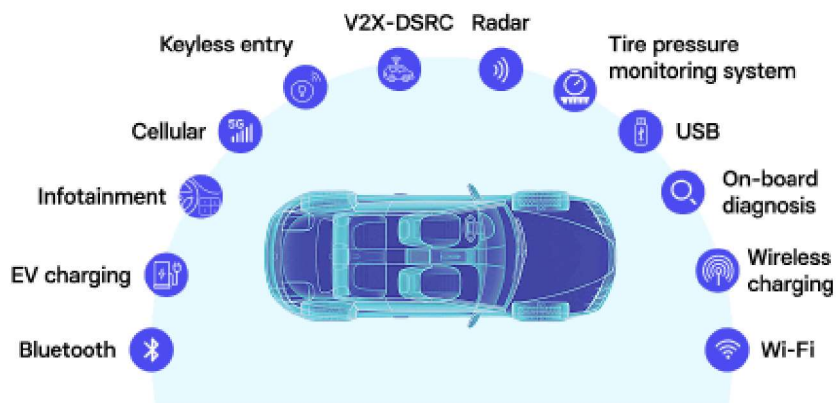 V2X-DSRC
Radar
Keyless entry
Tire pressure
monitoring system
Cellular
5G
USB
Infotainment
On-board
diagnosis
EV charging
Wireless
charging
Bluetooth
Wi-Fi